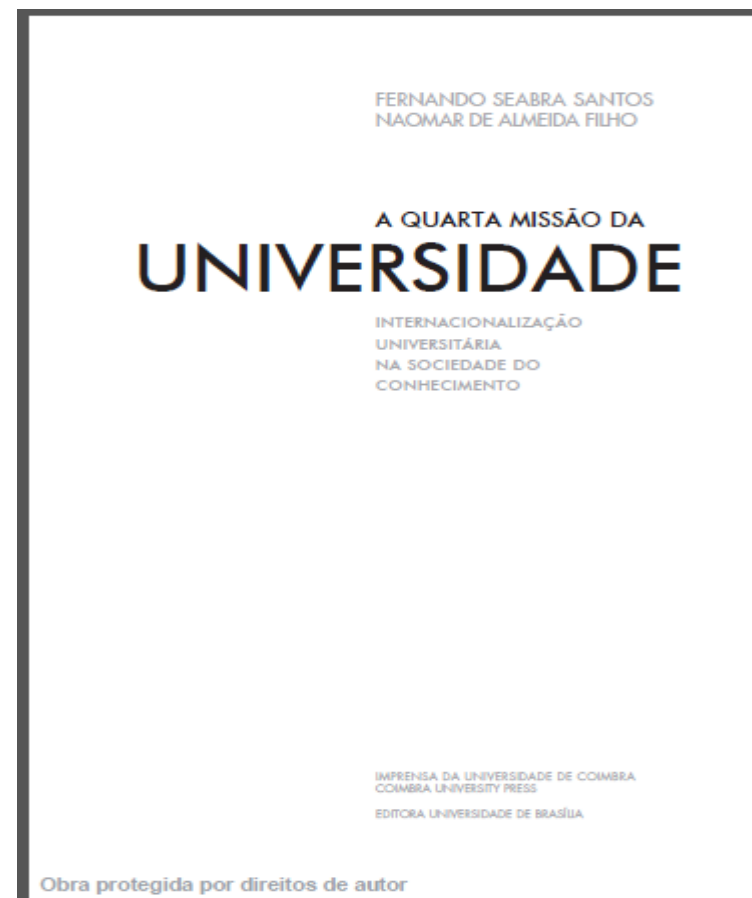 FERNANDO SEABRA SANTOS
NAOMAR DE ALMEIDA FILHO
A QUARTA MISSÃO DA
UNIVERSIDADE
INTERNACIONALIZAÇÃO
UNIVERSITÁRIA
NA SOCIEDADE DO
CONHECIMENTO
IMPRENSA DA UNIVERSIDADE DE COIMBRA
COIMBRA UNIVERSITY PRESS
EDITORA UNIVERSIDADE DE BRASÍLIA
Obra protegida por direitos de autor